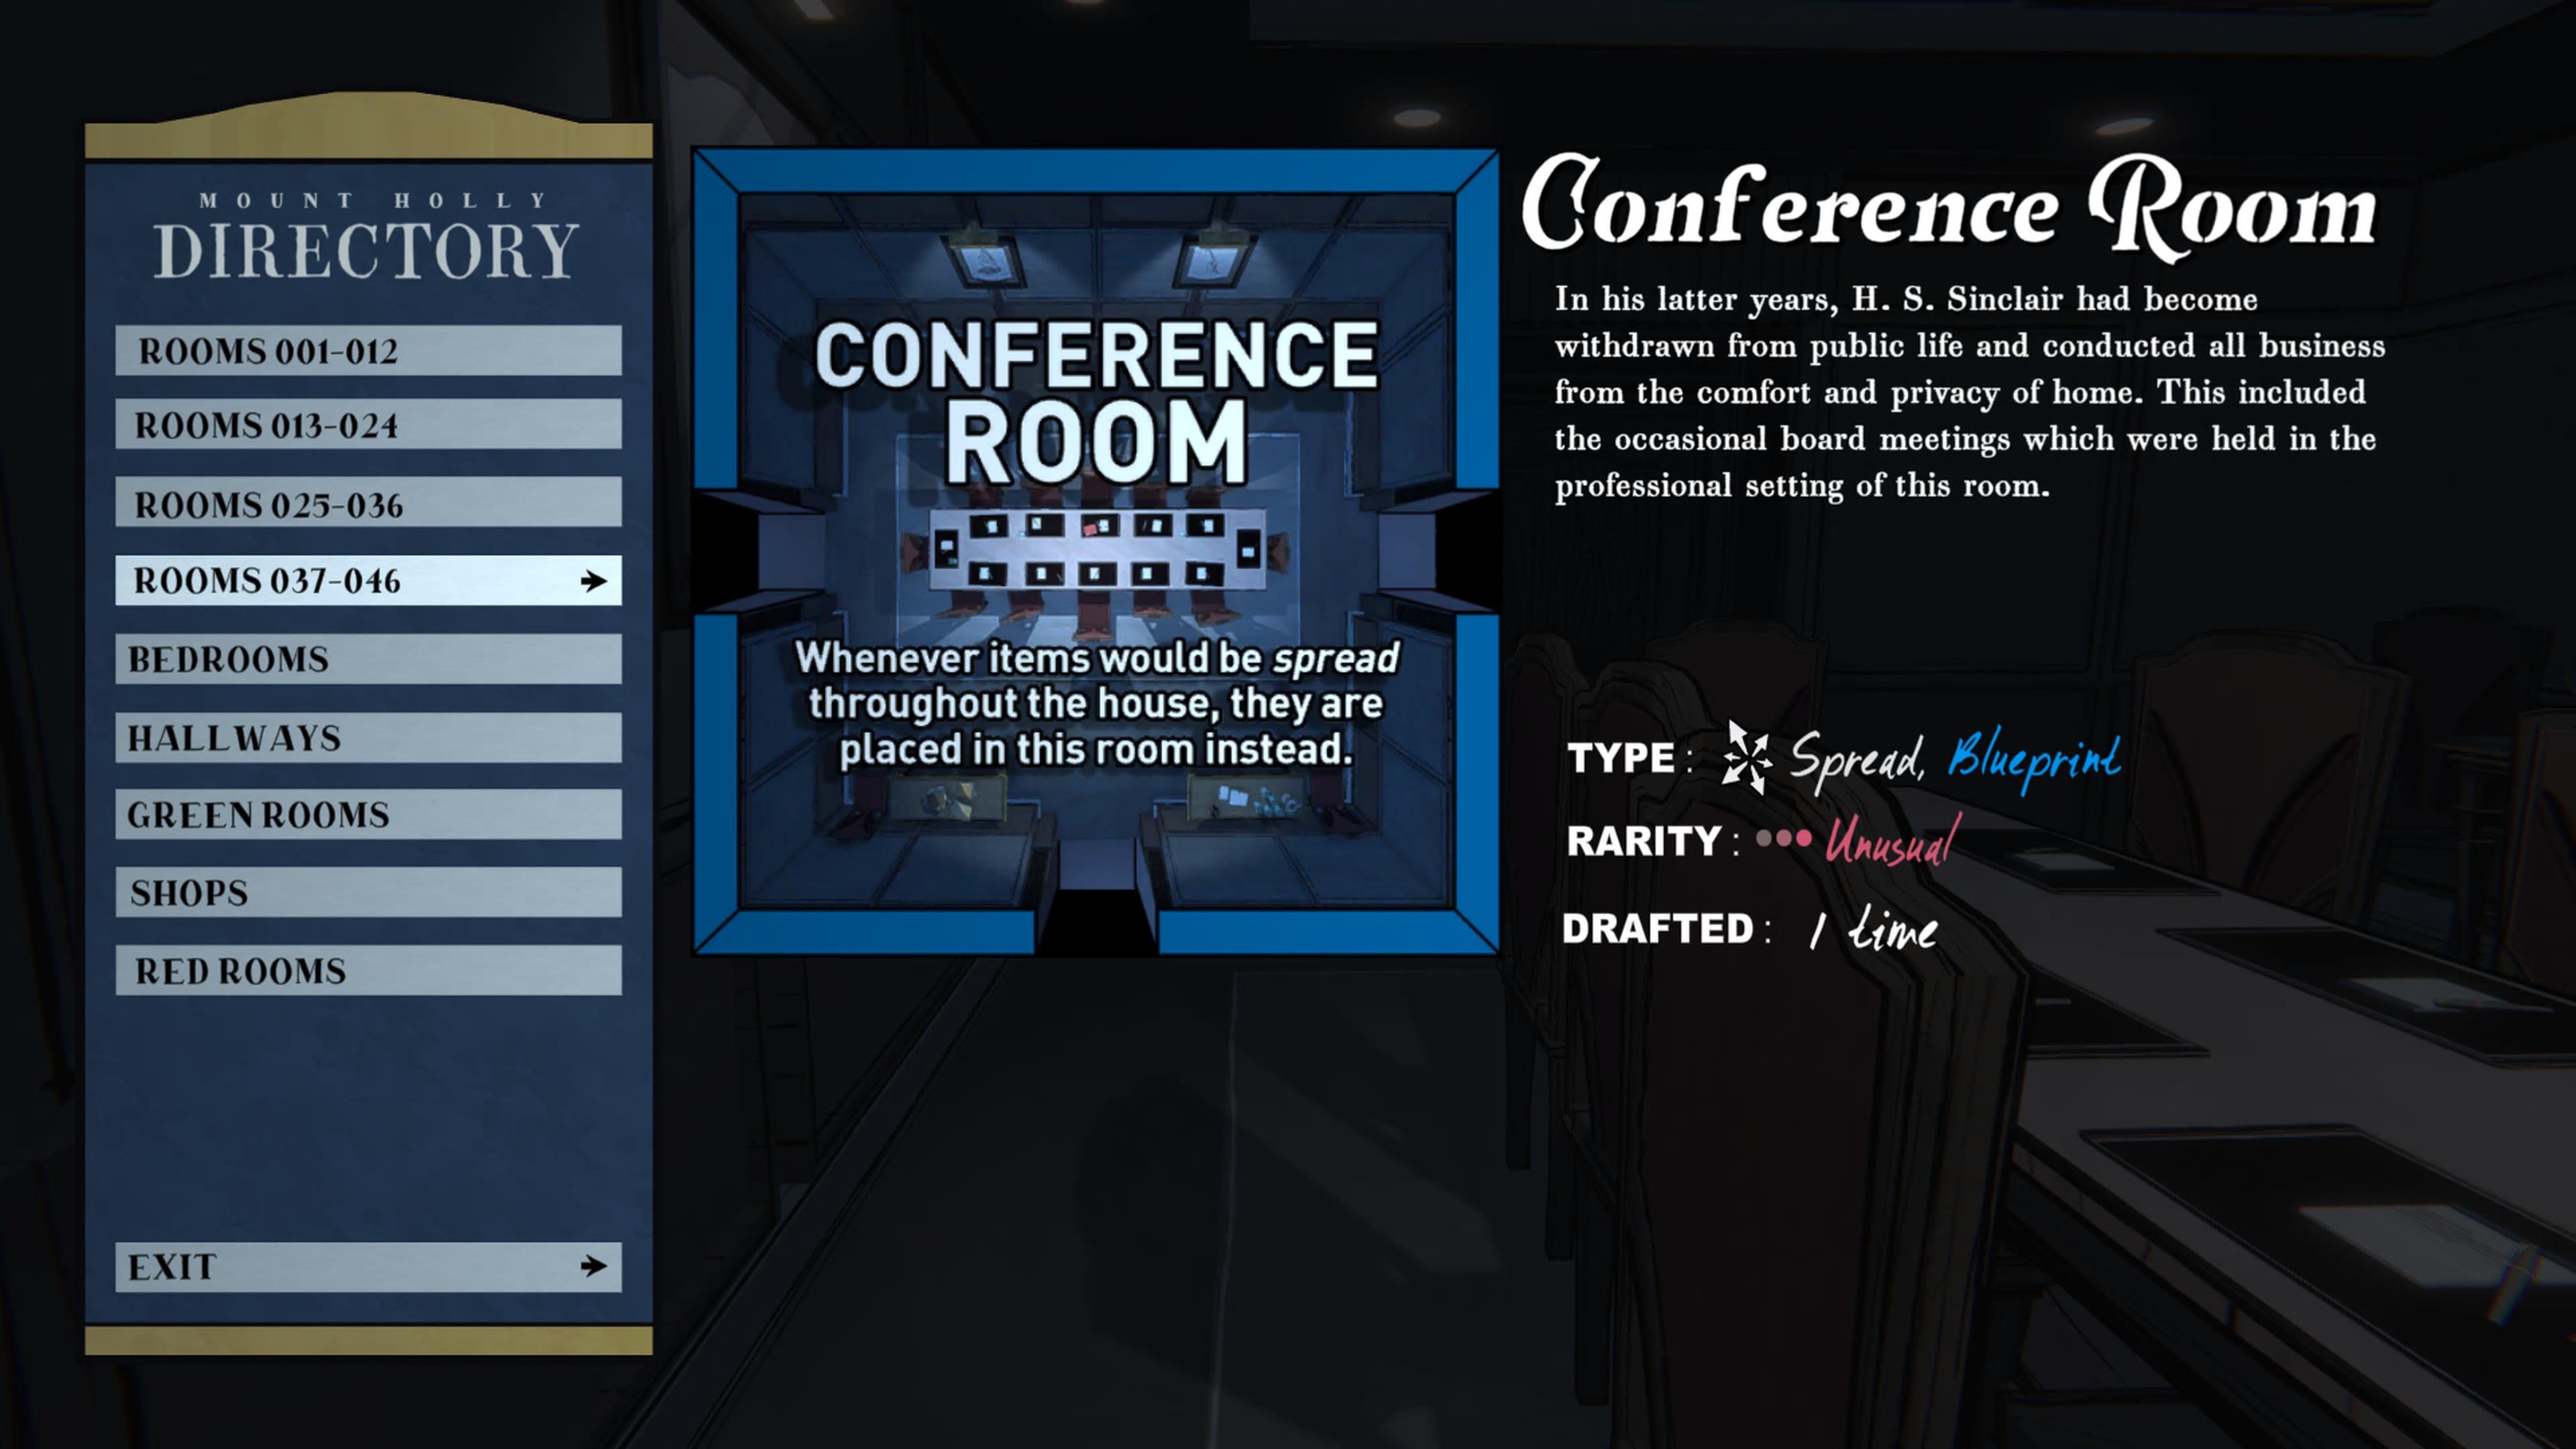 MOUNT HOLLY
DIRECTORY
ROOMS 001-012
ROOMS 013-024
ROOMS 025-036
ROOMS 037-046
BEDROOMS
HALLWAYS
GREEN ROOMS
SHOPS
RED ROOMS
EXIT
CONFERENCE
ROOM
Whenever items would be spread
throughout the house, they are
placed in this room instead.
Conference Room
In his latter years, H. S. Sinclair had become
withdrawn from public life and conducted all business
from the comfort and privacy of home. This included
the occasional board meetings which were held in the
professional setting of this room.
TYPE : Spread, Blueprint
RARITY : Unusual
DRAFTED : 1 time